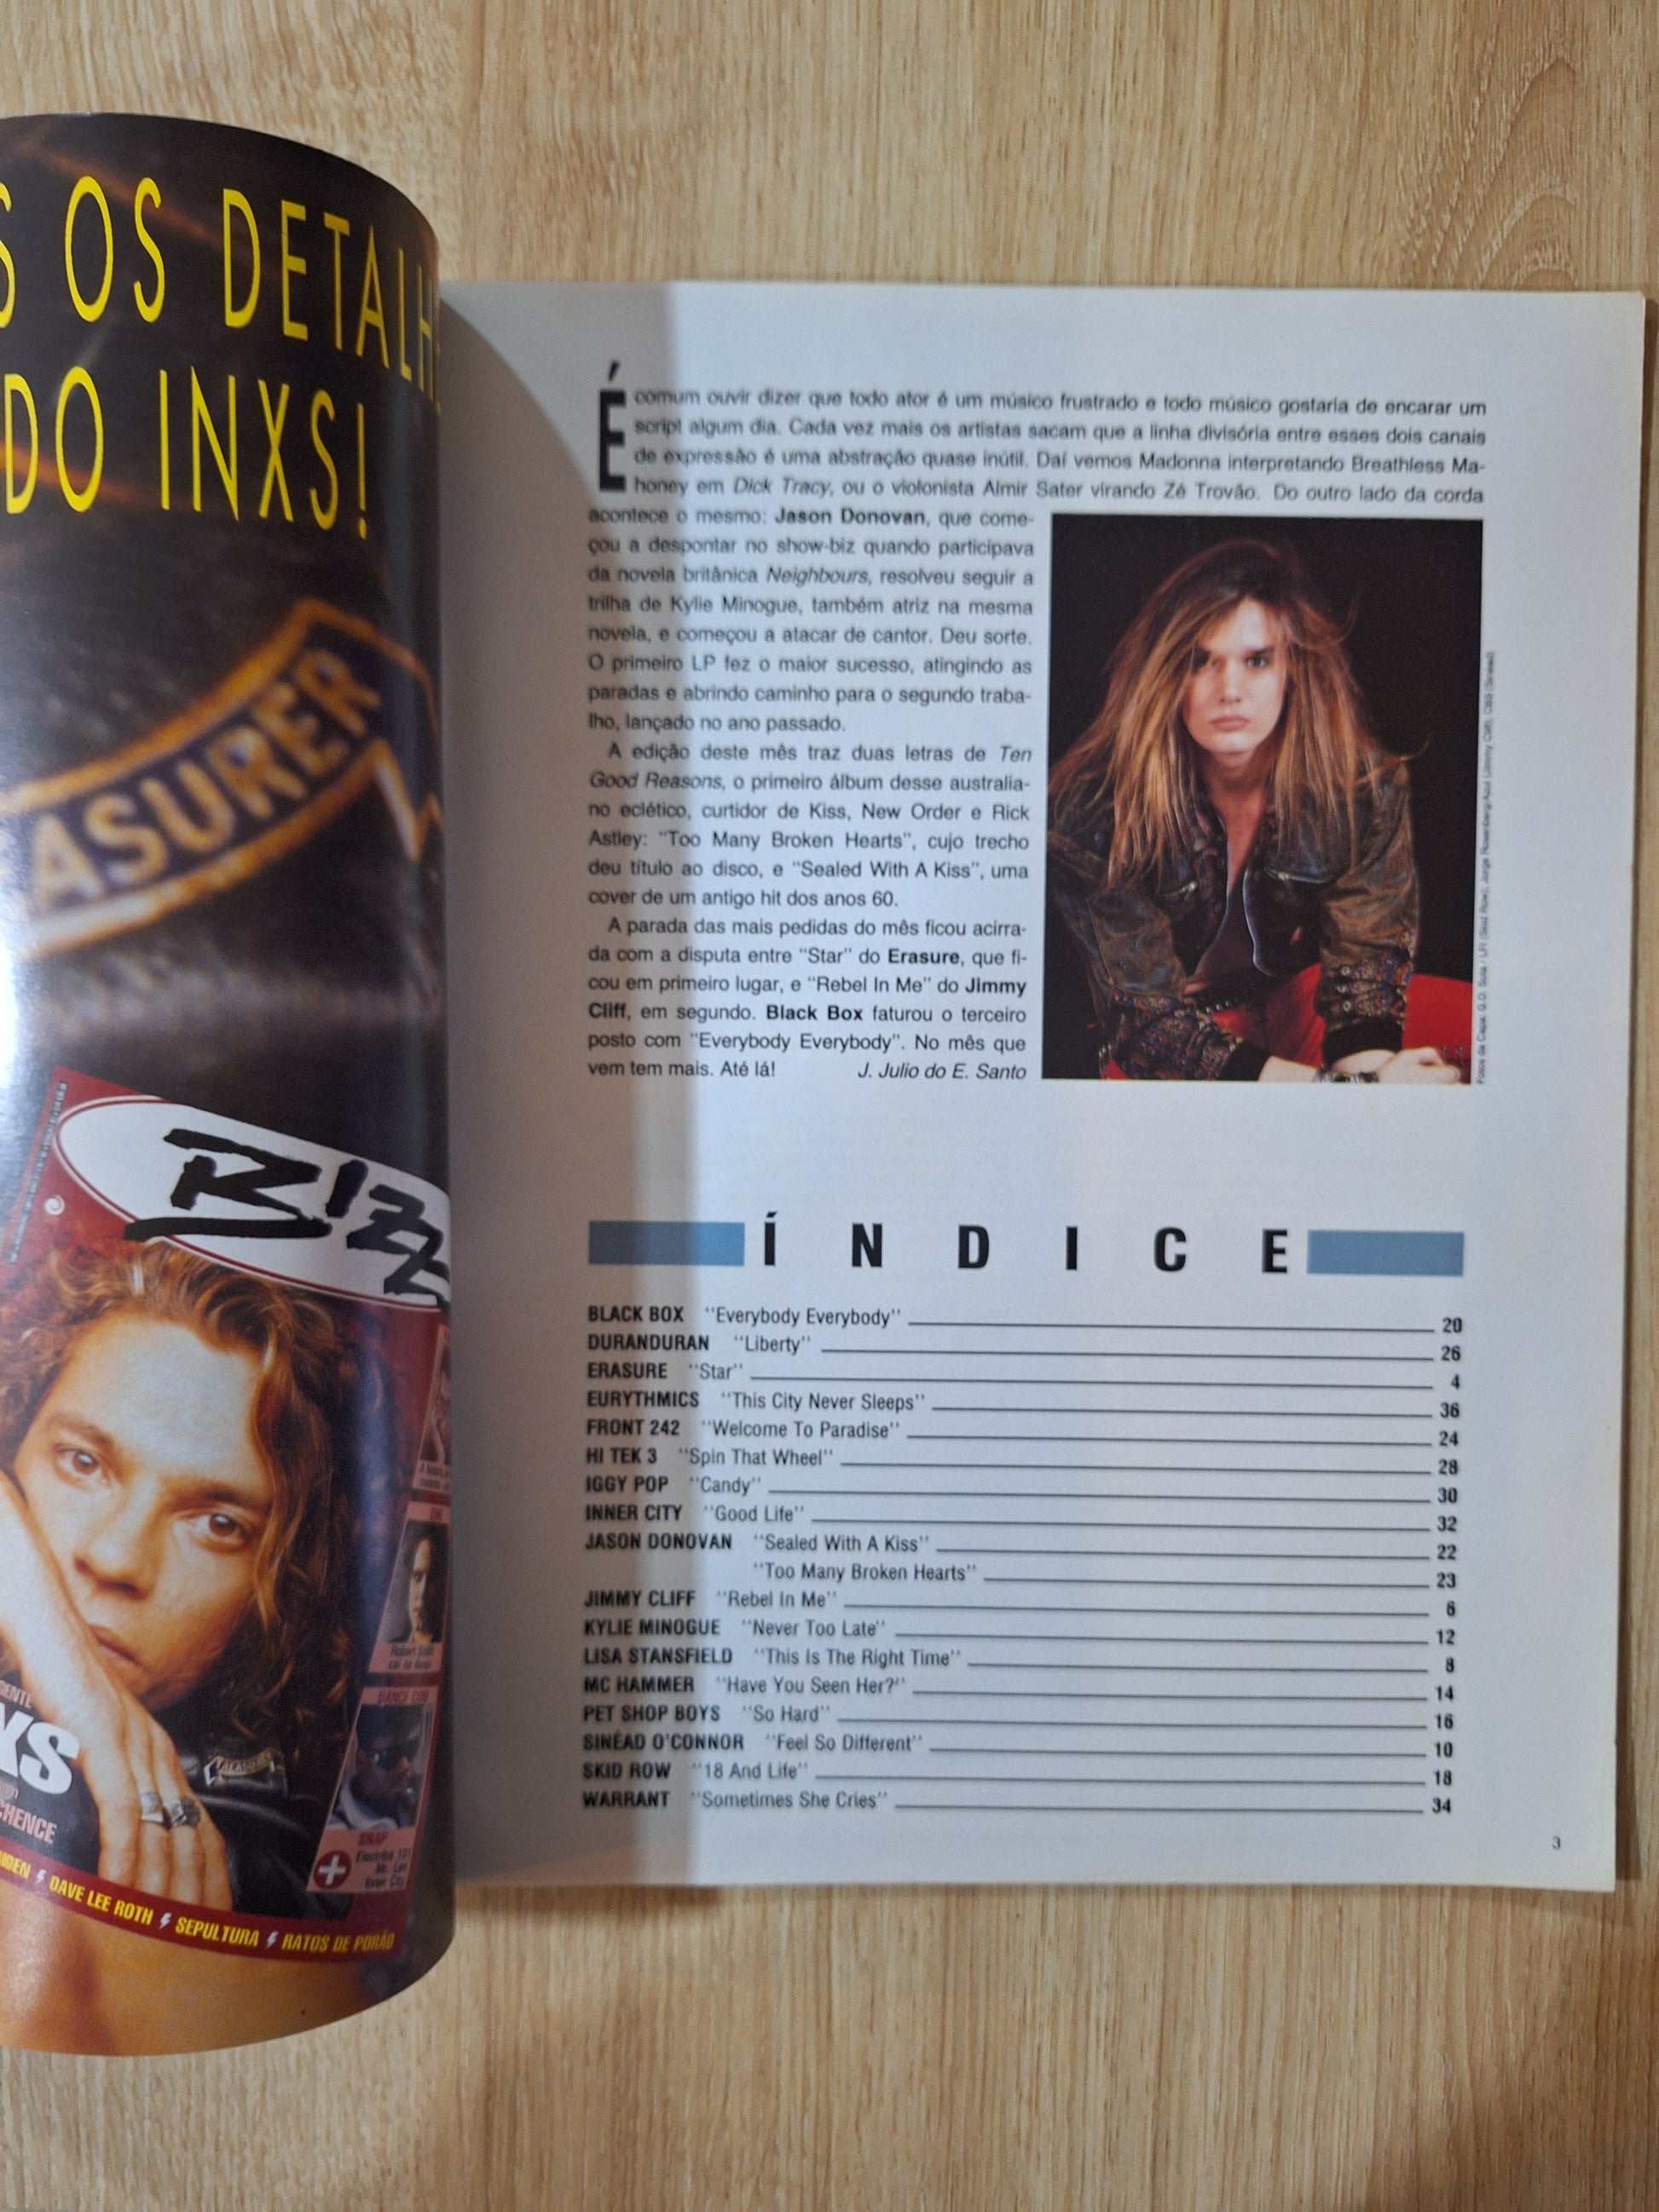 S OS DETALH
DO INXS!
ASURER
BIZZ
RIENTE
XS
CHENCE
SNAP
Electribe 101
Mr. Lee
Inner City
IDEN DAVE LEE ROTH SEPULTURA RATOS DE PORÃO
É comum ouvir dizer que todo ator é um músico frustrado e todo músico gostaria de encarar um
script algum dia. Cada vez mais os artistas sacam que a linha divisória entre esses dois canais
de expressão é uma abstração quase inútil. Daí vemos Madonna interpretando Breathless Ma-
honey em Dick Tracy, ou o violonista Almir Sater virando Zé Trovão. Do outro lado da corda
acontece o mesmo: Jason Donovan, que come-
çou a despontar no show-biz quando participava
da novela britânica Neighbours, resolveu seguir a
trilha de Kylie Minogue, também atriz na mesma
novela, e começou a atacar de cantor. Deu sorte.
O primeiro LP fez o maior sucesso, atingindo as
paradas e abrindo caminho para o segundo traba-
lho, lançado no ano passado.
A edição deste mês traz duas letras de Ten
Good Reasons, o primeiro álbum desse australia-
no eclético, curtidor de Kiss, New Order e Rick
Astley: "Too Many Broken Hearts", cujo trecho
deu título ao disco, e "Sealed With A Kiss", uma
cover de um antigo hit dos anos 60.
A parada das mais pedidas do mês ficou acirra-
da com a disputa entre "Star" do Erasure, que fi-
cou em primeiro lugar, e "Rebel In Me" do Jimmy
Cliff, em segundo. Black Box faturou o terceiro
posto com "Everybody Everybody". No mês que
vem tem mais. Até lá! J. Julio do E. Santo
ÍNDICE
BLACK BOX "Everybody Everybody" 20
DURANDURAN "Liberty" 26
ERASURE "Star" 4
EURYTHMICS "This City Never Sleeps" 36
FRONT 242 "Welcome To Paradise" 24
HI TEK 3 "Spin That Wheel" 28
IGGY POP "Candy" 30
INNER CITY "Good Life" 32
JASON DONOVAN "Sealed With A Kiss" 22
"Too Many Broken Hearts" 23
JIMMY CLIFF "Rebel In Me" 6
KYLIE MINOGUE "Never Too Late" 12
LISA STANSFIELD "This Is The Right Time" 8
MC HAMMER "Have You Seen Her?" 14
PET SHOP BOYS "So Hard" 16
SINÉAD O'CONNOR "Feel So Different" 10
SKID ROW "18 And Life" 18
WARRANT "Sometimes She Cries" 34
3